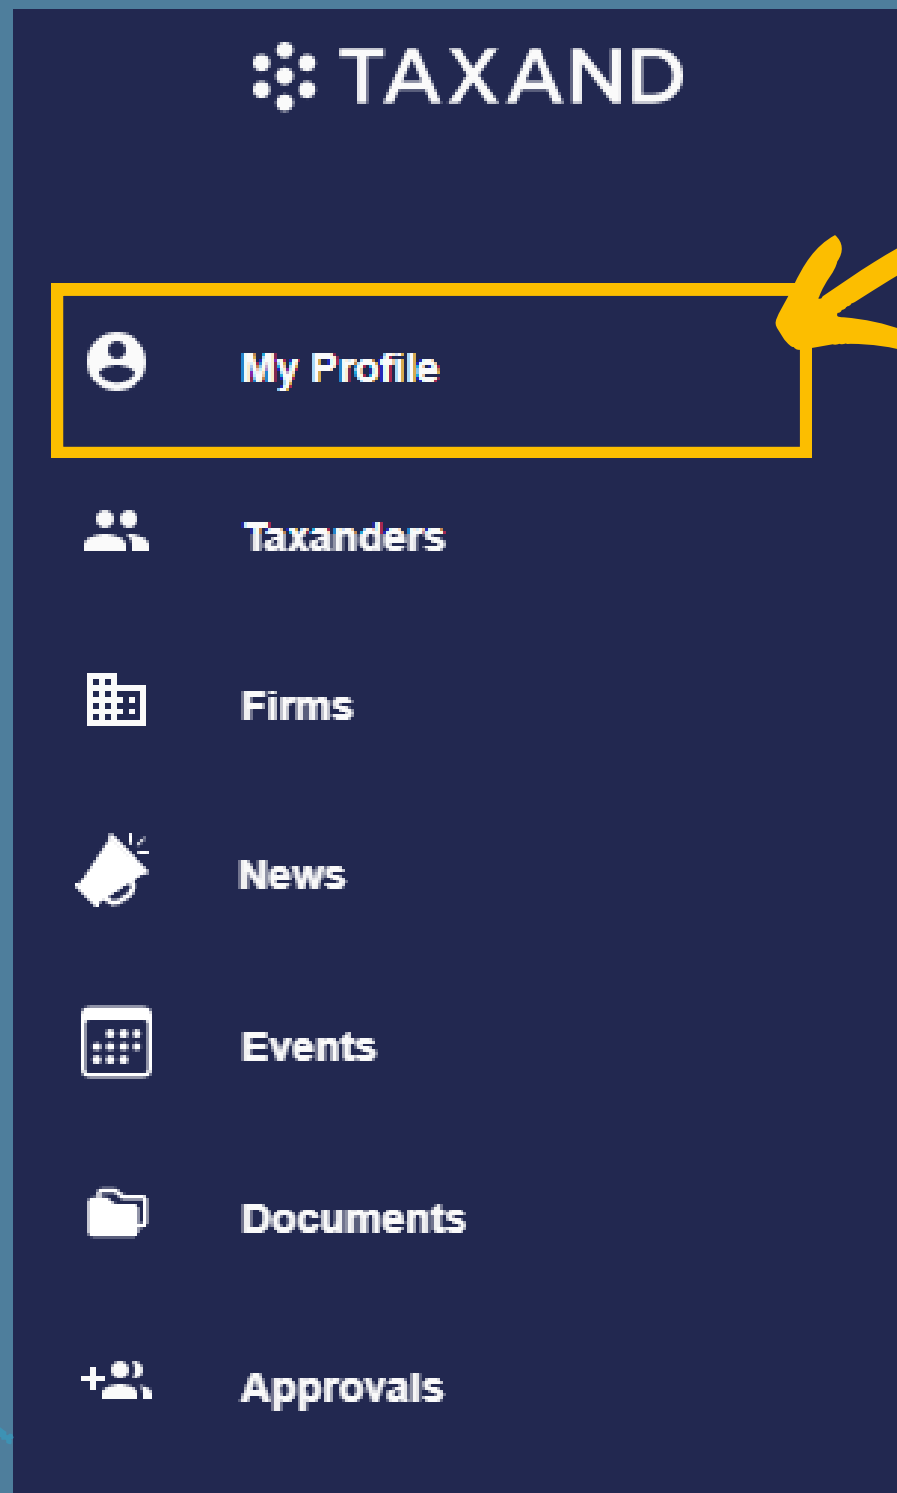 TAXAND
My Profile
Taxanders
Firms
News
Events
Documents
Approvals